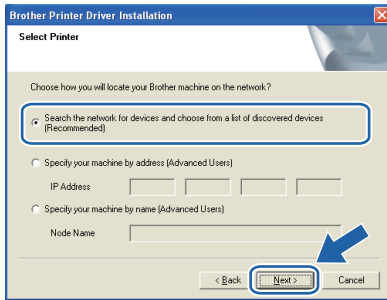 Brother Printer Driver Installation
Select Printer
Choose how you will locate your Brother machine on the network?
Search the network for devices and choose from a list of discovered devices
(Recommended)
Specify your machine by address (Advanced Users)
IP Address
Specify your machine by name (Advanced Users)
Node Name
< Back
Next >
Cancel